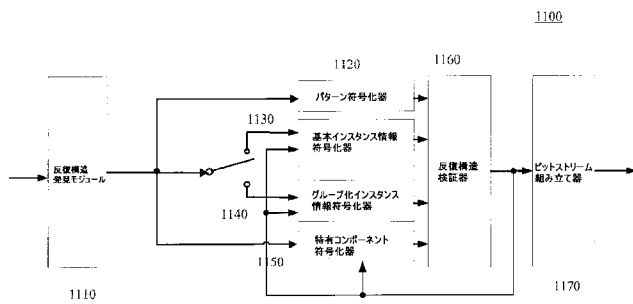 1100
1120
1160
パターン符号化器
1130
基本インスタンス情報
符号化器
反復構造
発見モジュール
反復構造
検証器
ビットストリーム
組み立て器
グループ化インスタンス
情報符号化器
1140
特有コンポーネント
符号化器
1150
1110
1170